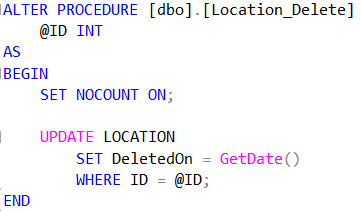 ALTER PROCEDURE [dbo].[Location_Delete]
@ID INT
AS
BEGIN
SET NOCOUNT ON;
UPDATE LOCATION
SET DeletedOn = GetDate()
WHERE ID = @ID;
END